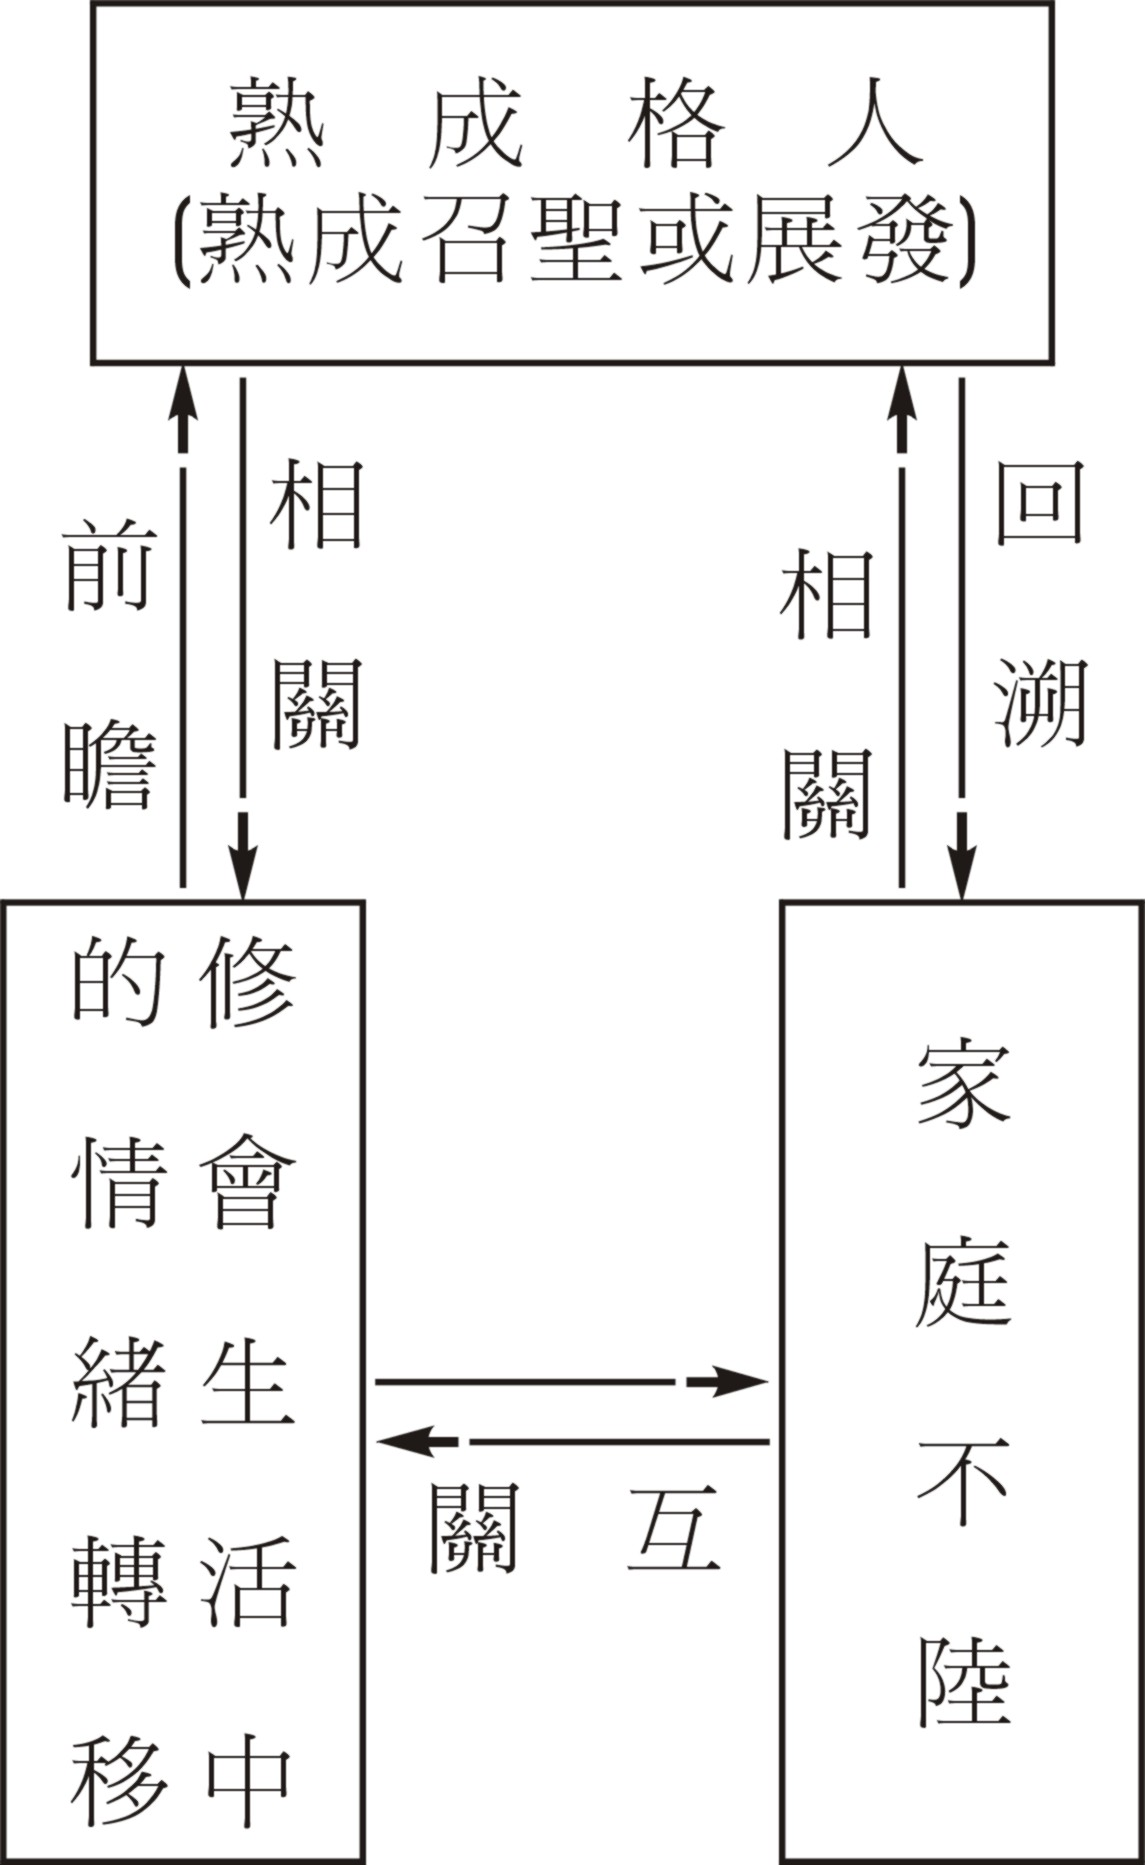 人格成熟
(發展或聖召成熟)
回溯
相關
相關
前瞻
家庭不陸
互關
修會生活中
的情緒轉移